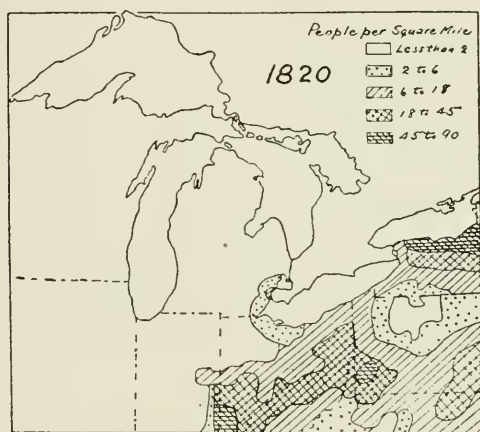 People per Square Mile
Less than 2
1820
2 to 6
6 to 18
18 to 45
45 to 90